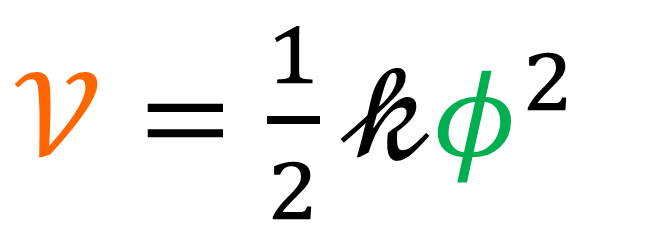 𝒱 = 1/2 𝓀𝜙²